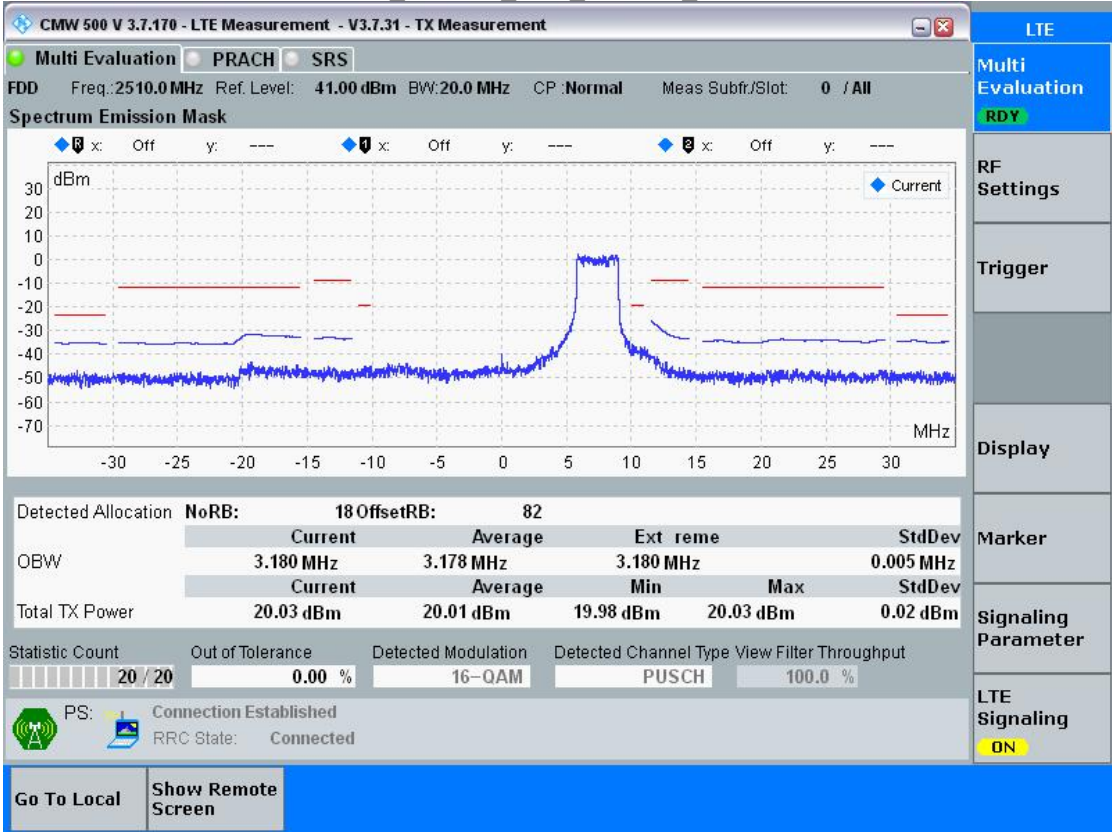 CMW 500 V 3.7.170 - LTE Measurement - V3.7.31 - TX Measurement
LTE
Multi Evaluation PRACH SRS
Multi
Evaluation
RDY
FDD Freq.:2510.0 MHz Ref. Level: 41.00 dBm BW:20.0 MHz CP :Normal Meas Subfr./Slot: 0 / All
Spectrum Emission Mask
R x: Off y: --- 1 x: Off y: --- 2 x: Off y: ---
RF
Settings
dBm
Current
30
20
10
0
-10
-20
-30
-40
-50
-60
-70
MHz
-30 -25 -20 -15 -10 -5 0 5 10 15 20 25 30
Trigger
Display
Detected Allocation NoRB: 18 OffsetRB: 82
Current Average Ext reme StdDev
OBW 3.180 MHz 3.178 MHz 3.180 MHz 0.005 MHz
Current Average Min Max StdDev
Total TX Power 20.03 dBm 20.01 dBm 19.98 dBm 20.03 dBm 0.02 dBm
Marker
Signaling
Parameter
Statistic Count Out of Tolerance Detected Modulation Detected Channel Type View Filter Throughput
20 / 20 0.00 % 16-QAM PUSCH 100.0 %
PS: Connection Established
RRC State: Connected
LTE
Signaling
ON
Go To Local
Show Remote
Screen